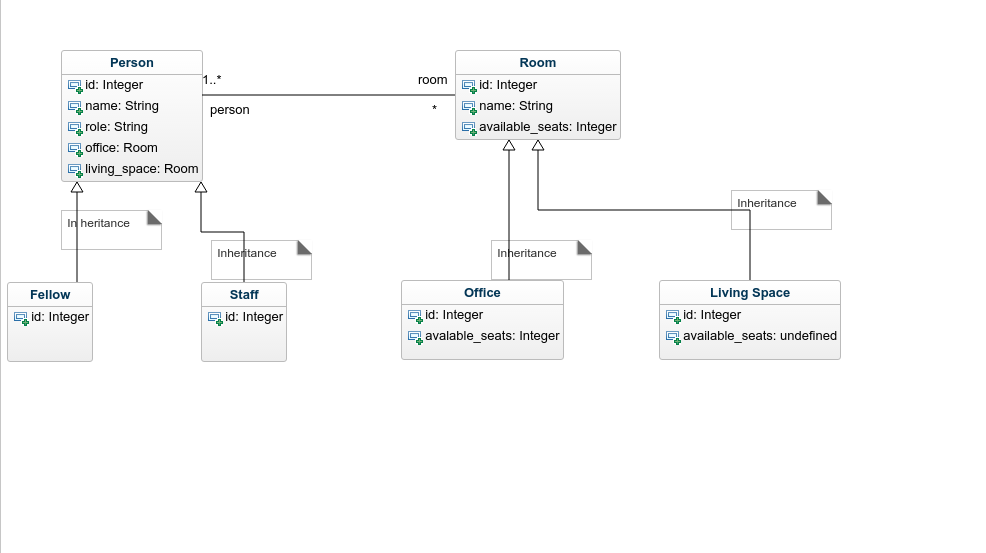 Person
id: Integer
name: String
role: String
office: Room
living_space: Room
1..*
person
room
*
Room
id: Integer
name: String
available_seats: Integer
In heritance
Inheritance
Inheritance
Inheritance
Fellow
id: Integer
Staff
id: Integer
Office
id: Integer
avalable_seats: Integer
Living Space
id: Integer
available_seats: undefined